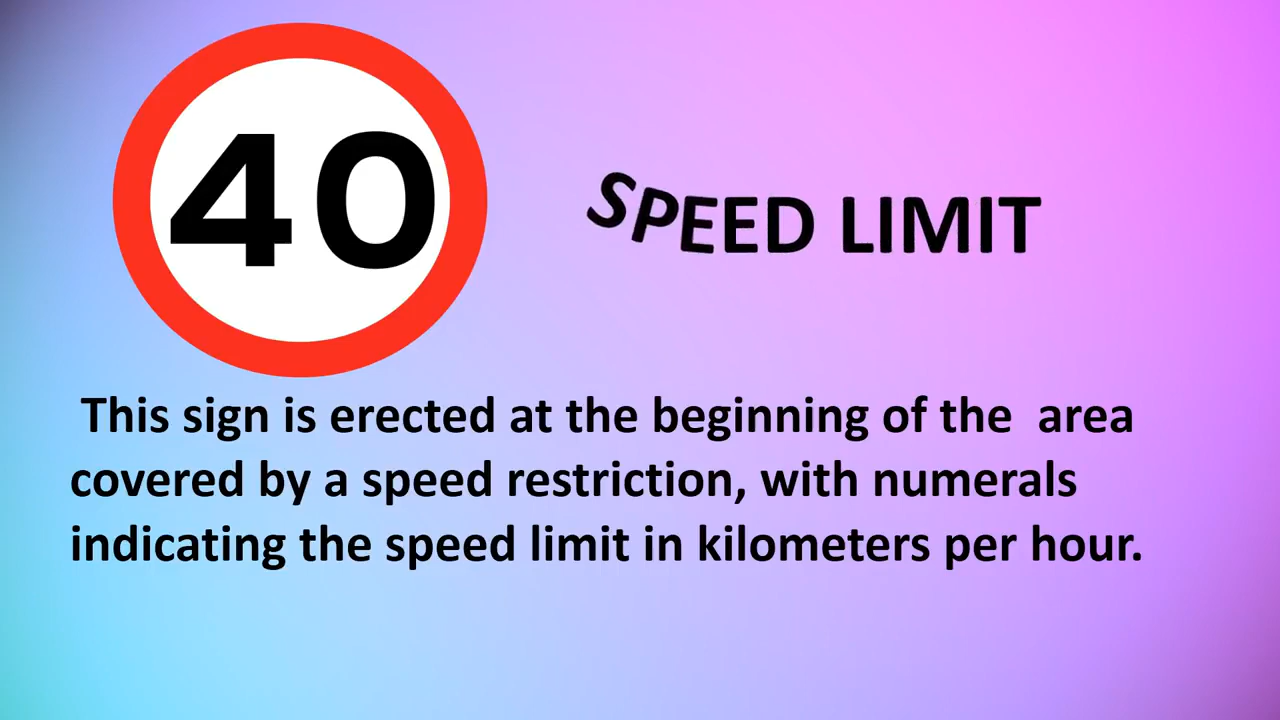 40
SPEED LIMIT
This sign is erected at the beginning of the area
covered by a speed restriction, with numerals
indicating the speed limit in kilometers per hour.